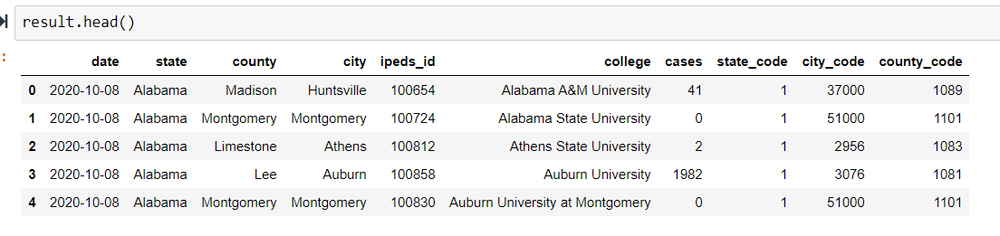 result.head()
date state county city ipeds_id college cases state_code city_code county_code
0 2020-10-08 Alabama Madison Huntsville 100654 Alabama A&M University 41 1 37000 1089
1 2020-10-08 Alabama Montgomery Montgomery 100724 Alabama State University 0 1 51000 1101
2 2020-10-08 Alabama Limestone Athens 100812 Athens State University 2 1 2956 1083
3 2020-10-08 Alabama Lee Auburn 100858 Auburn University 1982 1 3076 1081
4 2020-10-08 Alabama Montgomery Montgomery 100830 Auburn University at Montgomery 0 1 51000 1101